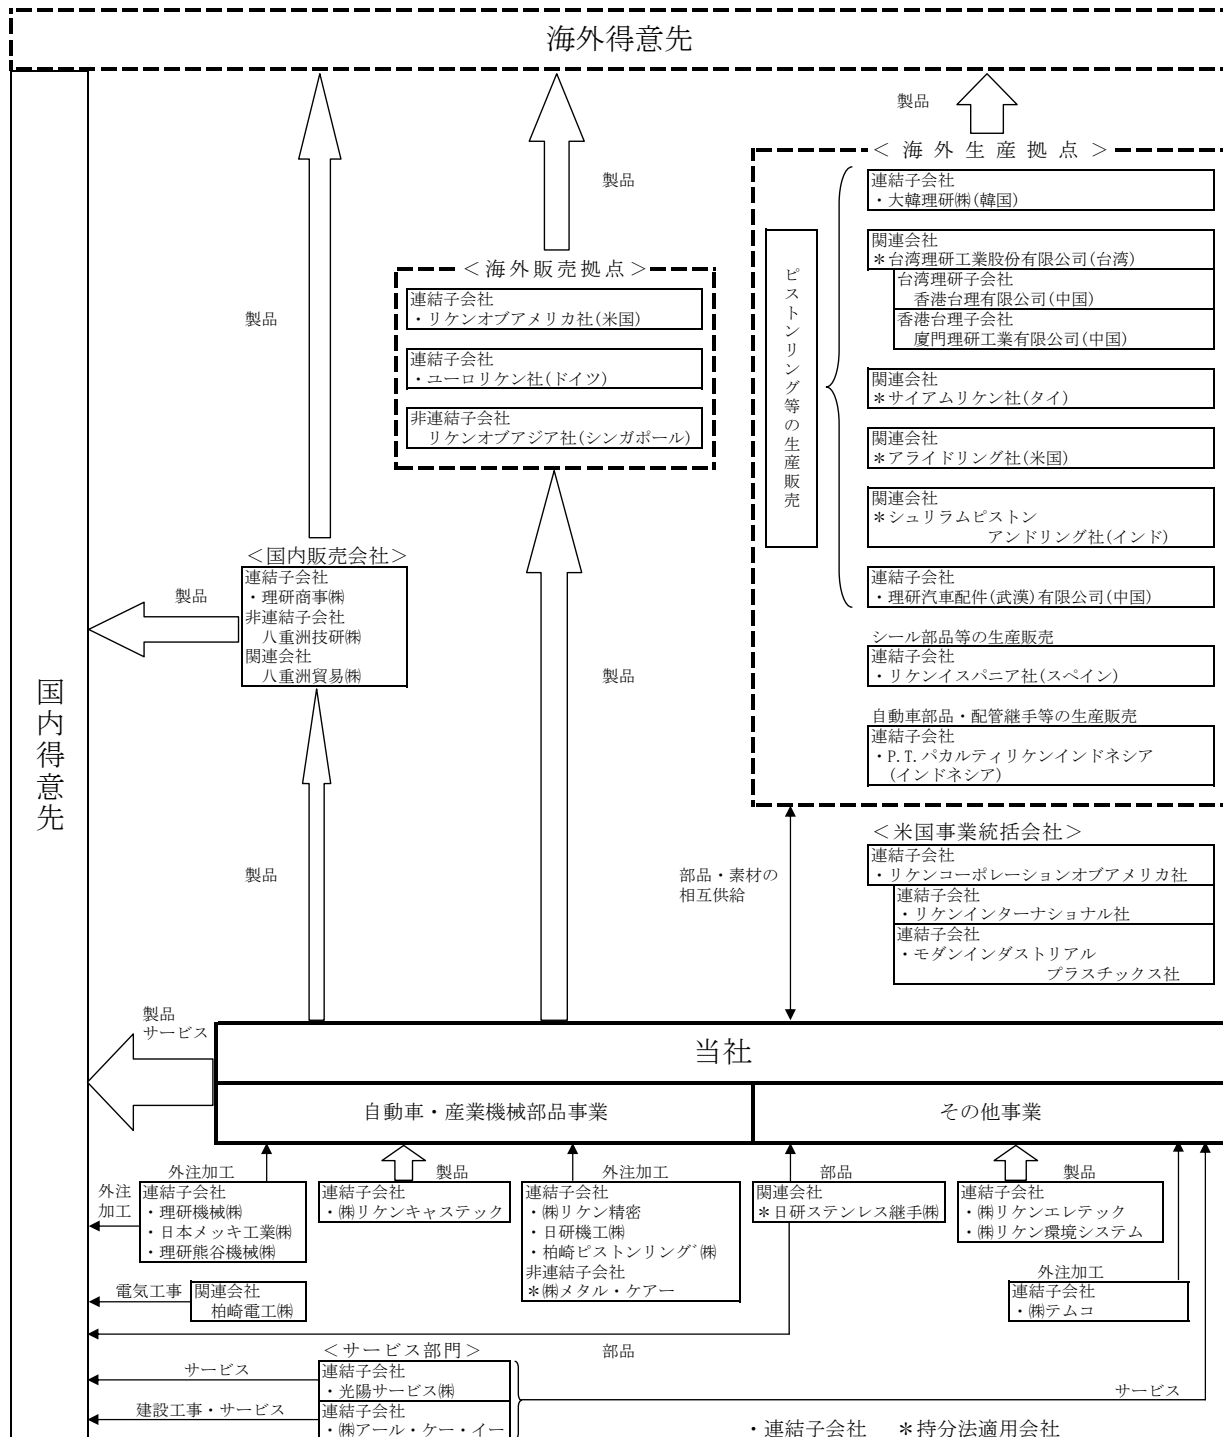 海外得意先
国内得意先
製品
＜海外生産拠点＞
ピストンリング等の生産販売
連結子会社
・大韓理研㈱(韓国)
関連会社
＊台湾理研工業股份有限公司(台湾)
台湾理研子会社
香港台理有限公司(中国)
香港台理子会社
廈門理研工業有限公司(中国)
関連会社
＊サイアムリケン社(タイ)
関連会社
＊アライドリング社(米国)
関連会社
＊シュリラムピストン
アンドリング社(インド)
連結子会社
・理研汽車配件(武漢)有限公司(中国)
シール部品等の生産販売
連結子会社
・リケンイスパニア社(スペイン)
自動車部品・配管継手等の生産販売
連結子会社
・P.T.パカルティリケンインドネシア
(インドネシア)
製品
＜海外販売拠点＞
連結子会社
・リケンオブアメリカ社(米国)
連結子会社
・ユーロリケン社(ドイツ)
非連結子会社
リケンオブアジア社(シンガポール)
製品
製品
＜国内販売会社＞
連結子会社
・理研商事㈱
非連結子会社
八重洲技研㈱
関連会社
八重洲貿易㈱
製品
製品
部品・素材の
相互供給
＜米国事業統括会社＞
連結子会社
・リケンコーポレーションオブアメリカ社
連結子会社
・リケンインターナショナル社
連結子会社
・モダンインダストリアル
プラスチックス社
製品
サービス
当社
自動車・産業機械部品事業
その他事業
外注加工
外注
加工
連結子会社
・理研機械㈱
・日本メッキ工業㈱
・理研熊谷機械㈱
製品
連結子会社
・㈱リケンキャステック
外注加工
連結子会社
・㈱リケン精密
・日研機工㈱
・柏崎ピストンリング㈱
非連結子会社
＊㈱メタル・ケアー
部品
関連会社
＊日研ステンレス継手㈱
製品
連結子会社
・㈱リケンエレテック
・㈱リケン環境システム
外注加工
連結子会社
・㈱テムコ
電気工事
関連会社
柏崎電工㈱
部品
＜サービス部門＞
サービス
連結子会社
・光陽サービス㈱
建設工事・サービス
連結子会社
・㈱アール・ケー・イー
サービス
・連結子会社　＊持分法適用会社